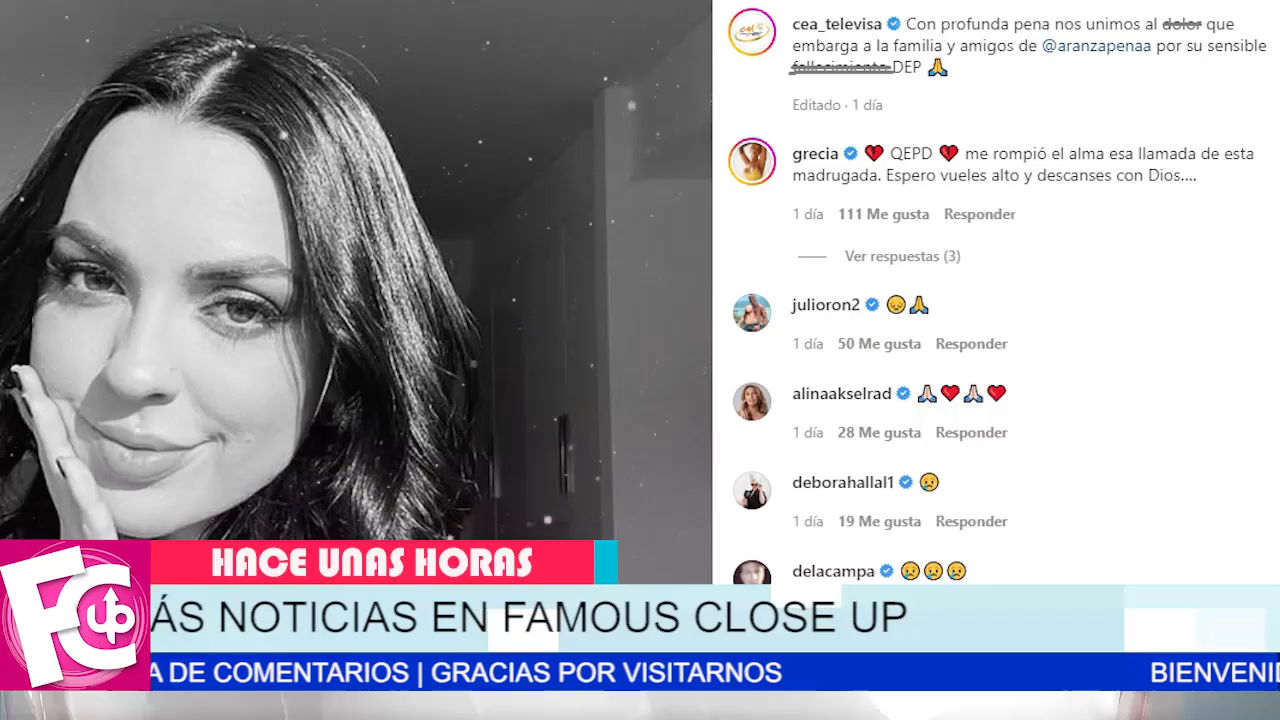 cea_televisa Con profunda pena nos unimos al dolor que
embarga a la familia y amigos de @aranzapenaa por su sensible
fallecimiento DEP 🙏
Editado · 1 día
grecia 💔 QEPD 💔 me rompió el alma esa llamada de esta
madrugada. Espero vueles alto y descanses con Dios....
1 día 111 Me gusta Responder
Ver respuestas (3)
julioron2 😞🙏
1 día 50 Me gusta Responder
alinaakselrad 🙏🏻❤️🙏🏻❤️
1 día 28 Me gusta Responder
deborahallal1 😢
1 día 19 Me gusta Responder
delacampa 😢😢😢
HACE UNAS HORAS
FC up
ÁS NOTICIAS EN FAMOUS CLOSE UP
A DE COMENTARIOS | GRACIAS POR VISITARNOS BIENVENID